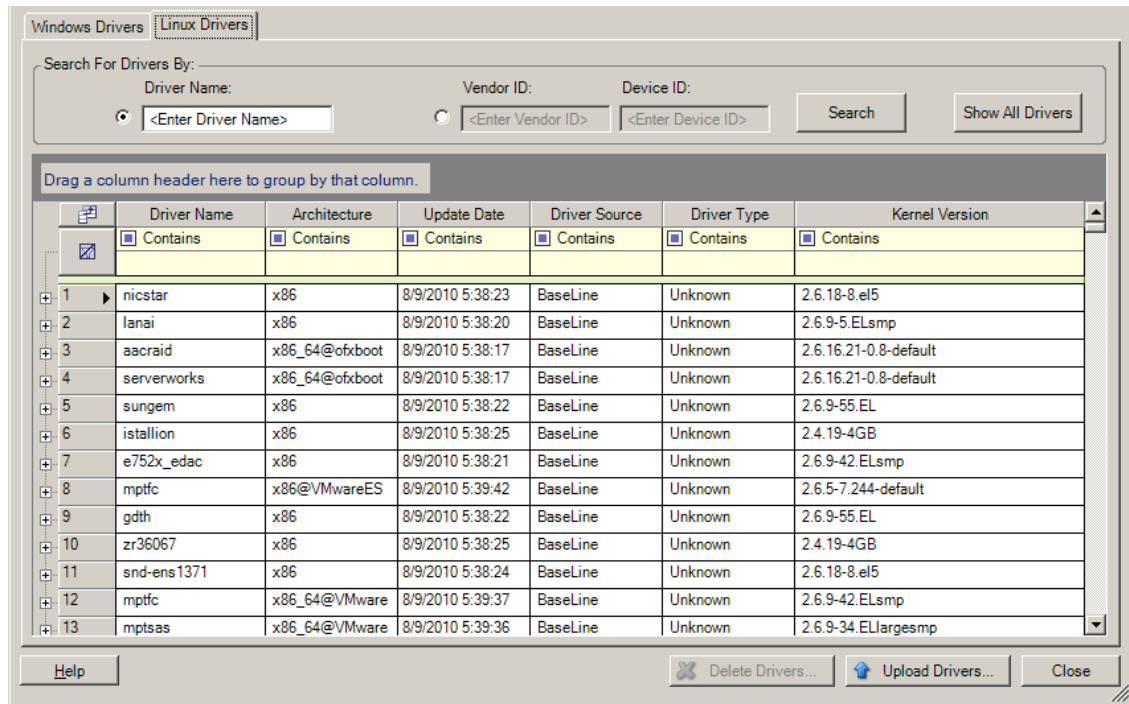 Windows Drivers Linux Drivers
Search For Drivers By:
Driver Name: Vendor ID: Device ID:
<Enter Driver Name> <Enter Vendor ID> <Enter Device ID> Search Show All Drivers
Drag a column header here to group by that column.
Driver Name Architecture Update Date Driver Source Driver Type Kernel Version
Contains Contains Contains Contains Contains Contains
1 nicstar x86 8/9/2010 5:38:23 BaseLine Unknown 2.6.18-8.el5
2 lanai x86 8/9/2010 5:38:20 BaseLine Unknown 2.6.9-5.ELsmp
3 aacraid x86_64@ofxboot 8/9/2010 5:38:17 BaseLine Unknown 2.6.16.21-0.8-default
4 serverworks x86_64@ofxboot 8/9/2010 5:38:17 BaseLine Unknown 2.6.16.21-0.8-default
5 sungem x86 8/9/2010 5:38:22 BaseLine Unknown 2.6.9-55.EL
6 istallion x86 8/9/2010 5:38:25 BaseLine Unknown 2.4.19-4GB
7 e752x_edac x86 8/9/2010 5:38:21 BaseLine Unknown 2.6.9-42.ELsmp
8 mptfc x86@VMwareES 8/9/2010 5:39:42 BaseLine Unknown 2.6.5-7.244-default
9 gdth x86 8/9/2010 5:38:22 BaseLine Unknown 2.6.9-55.EL
10 zr36067 x86 8/9/2010 5:38:25 BaseLine Unknown 2.4.19-4GB
11 snd-ens1371 x86 8/9/2010 5:38:24 BaseLine Unknown 2.6.18-8.el5
12 mptfc x86_64@VMware 8/9/2010 5:39:37 BaseLine Unknown 2.6.9-42.ELsmp
13 mptsas x86_64@VMware 8/9/2010 5:39:36 BaseLine Unknown 2.6.9-34.ELlargesmp
Help Delete Drivers... Upload Drivers... Close